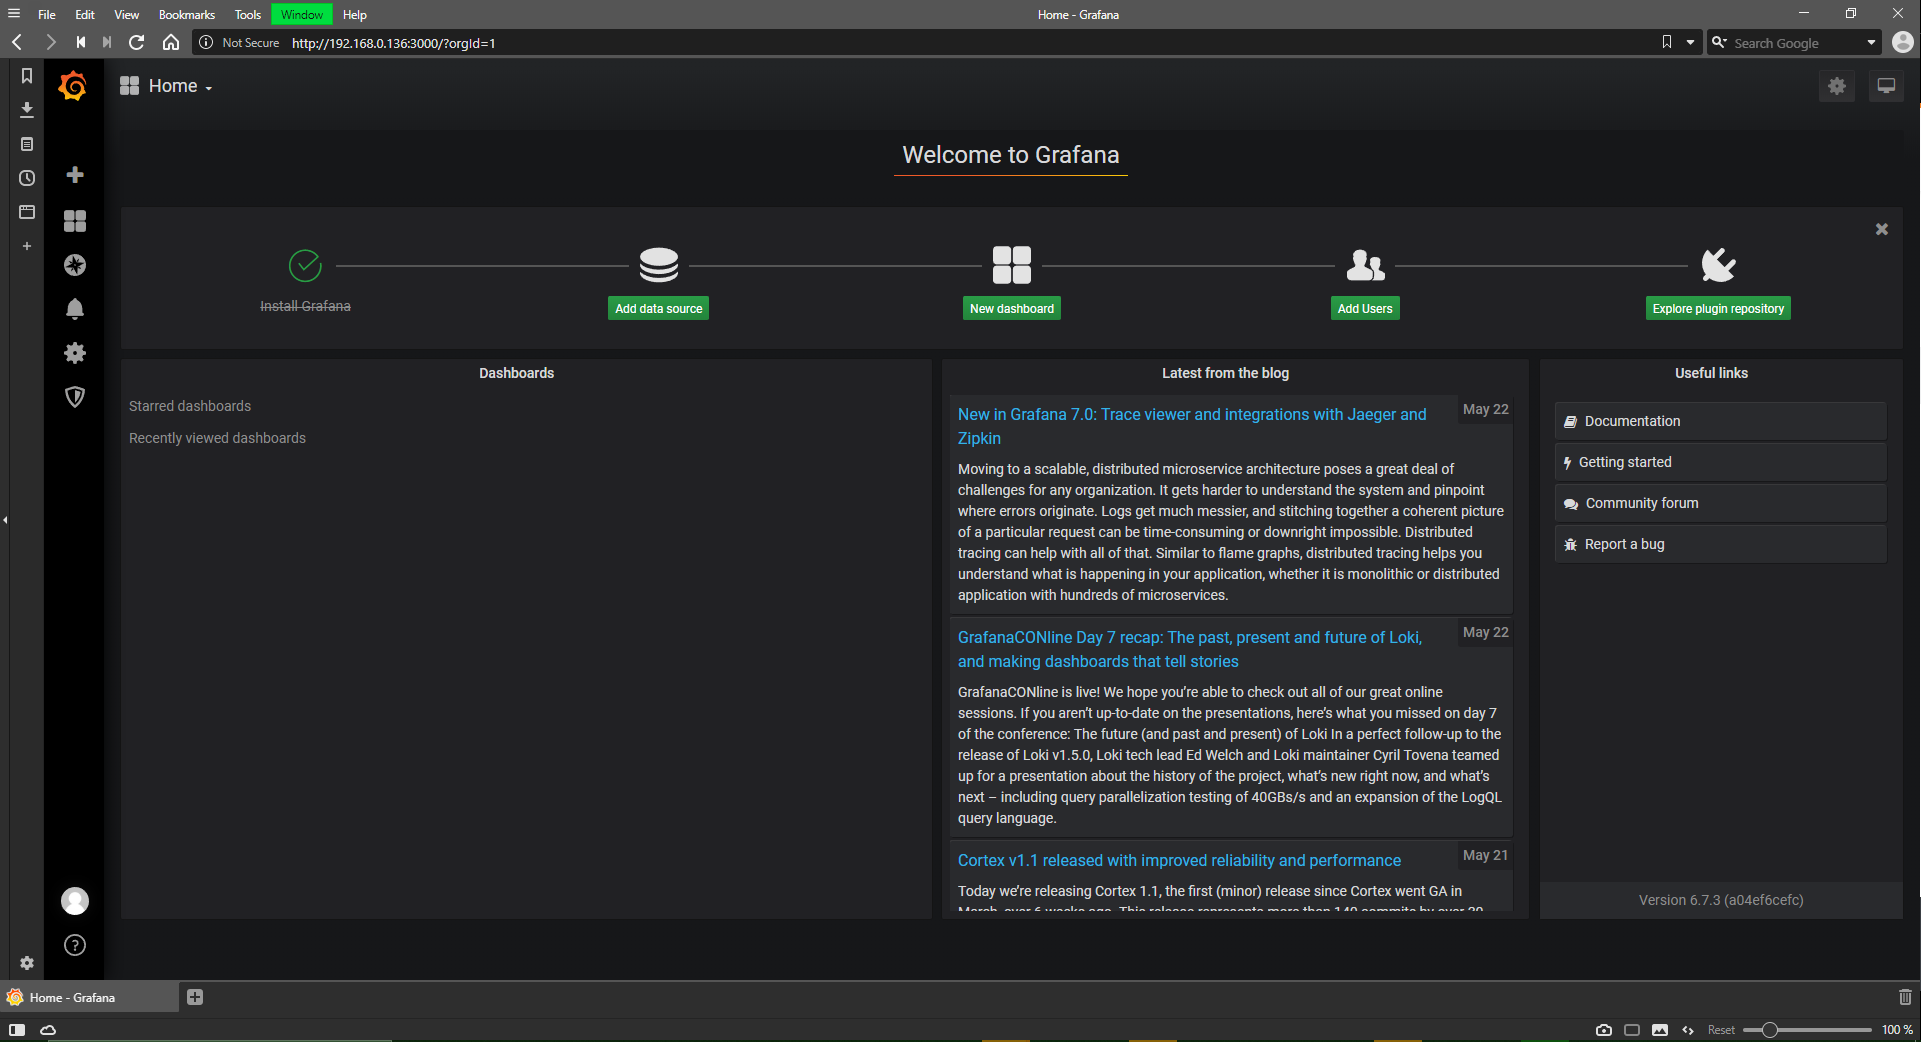 File Edit View Bookmarks Tools Window Help
Home - Grafana
Not Secure http://192.168.0.136:3000/?orgId=1
Search Google
Home
Welcome to Grafana
Install Grafana
Add data source
New dashboard
Add Users
Explore plugin repository
Dashboards
Starred dashboards
Recently viewed dashboards
Latest from the blog
New in Grafana 7.0: Trace viewer and integrations with Jaeger and
Zipkin
May 22
Moving to a scalable, distributed microservice architecture poses a great deal of
challenges for any organization. It gets harder to understand the system and pinpoint
where errors originate. Logs get much messier, and stitching together a coherent picture
of a particular request can be time-consuming or downright impossible. Distributed
tracing can help with all of that. Similar to flame graphs, distributed tracing helps you
understand what is happening in your application, whether it is monolithic or distributed
application with hundreds of microservices.
GrafanaCONline Day 7 recap: The past, present and future of Loki,
and making dashboards that tell stories
May 22
GrafanaCONline is live! We hope you’re able to check out all of our great online
sessions. If you aren’t up-to-date on the presentations, here’s what you missed on day 7
of the conference: The future (and past and present) of Loki In a perfect follow-up to the
release of Loki v1.5.0, Loki tech lead Ed Welch and Loki maintainer Cyril Tovena teamed
up for a presentation about the history of the project, what’s new right now, and what’s
next – including query parallelization testing of 40GBs/s and an expansion of the LogQL
query language.
Cortex v1.1 released with improved reliability and performance
May 21
Today we’re releasing Cortex 1.1, the first (minor) release since Cortex went GA in
March, over 6 weeks ago. This release represents more than 140 commits by over 30
Useful links
Documentation
Getting started
Community forum
Report a bug
Version 6.7.3 (a04ef6cefc)
Home - Grafana
Reset 100 %